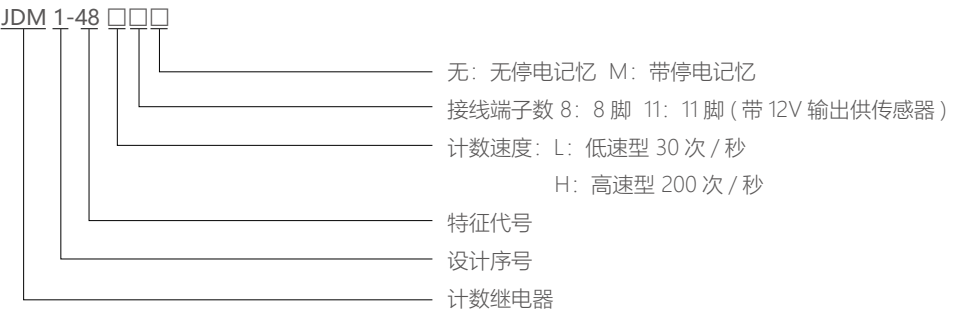 JDM 1-48 □□□
无：无停电记忆 M：带停电记忆
接线端子数 8：8 脚 11：11 脚 ( 带 12V 输出供传感器 )
计数速度：L：低速型 30 次 / 秒
H：高速型 200 次 / 秒
特征代号
设计序号
计数继电器